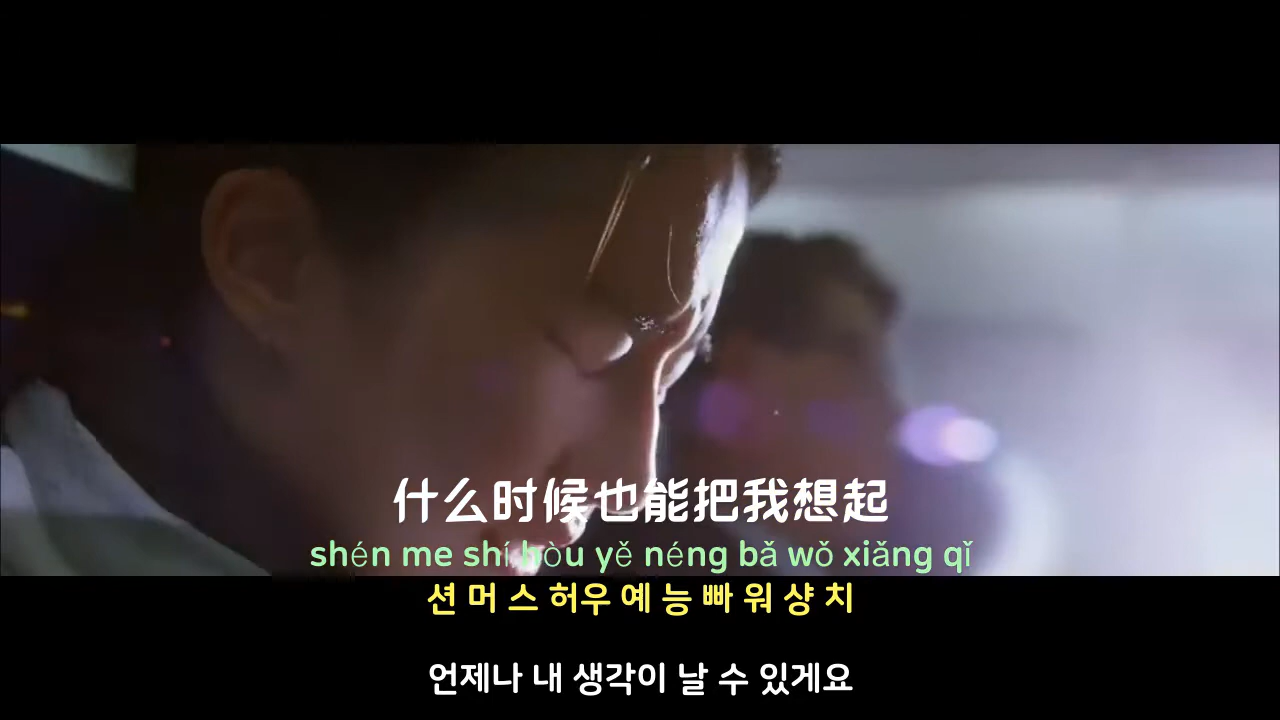 什么时候也能把我想起
shén me shí hòu yě néng bǎ wǒ xiǎng qǐ
션 머 스 허우 예 능 빠 워 샹 치
언제나 내 생각이 날 수 있게요